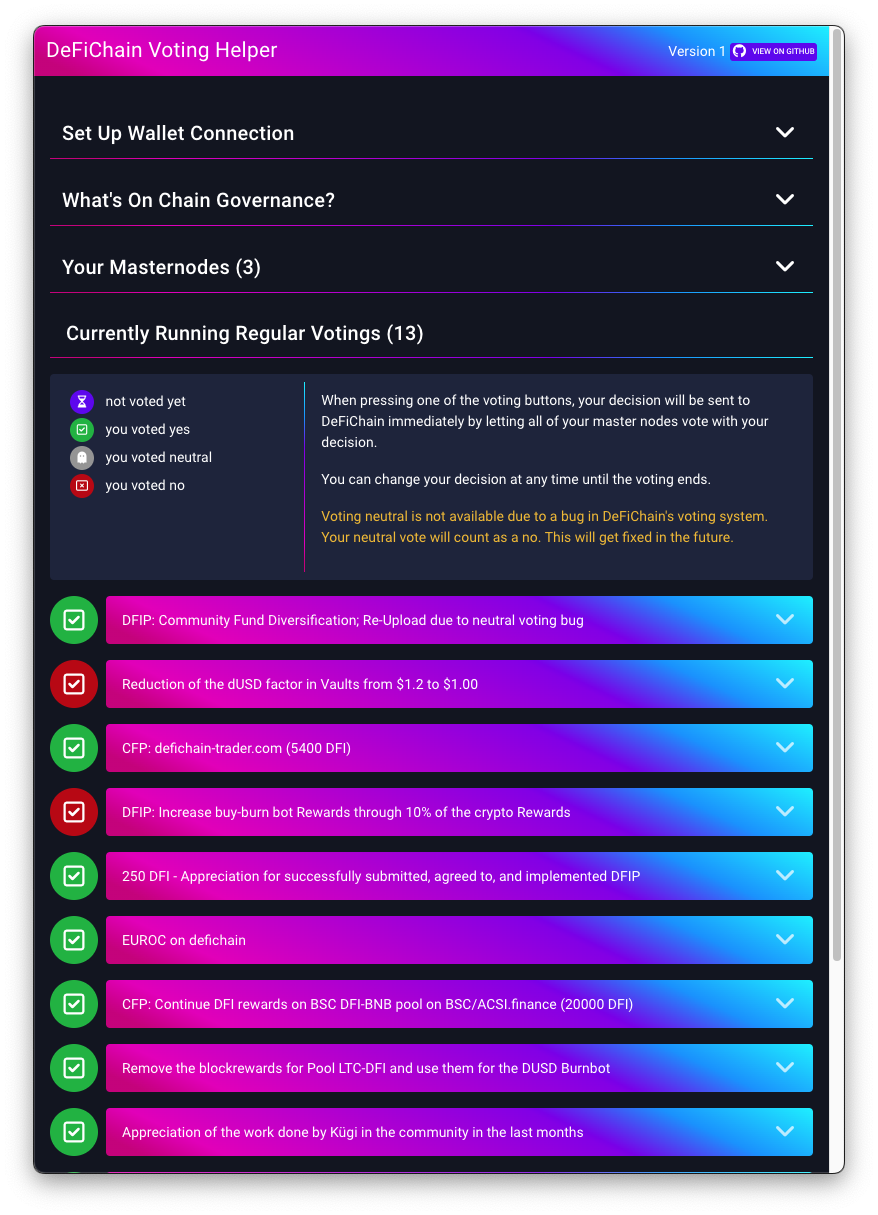 DeFiChain Voting Helper
Version 1 VIEW ON GITHUB
Set Up Wallet Connection
What's On Chain Governance?
Your Masternodes (3)
Currently Running Regular Votings (13)
not voted yet
you voted yes
you voted neutral
you voted no
When pressing one of the voting buttons, your decision will be sent to
DeFiChain immediately by letting all of your master nodes vote with your
decision.
You can change your decision at any time until the voting ends.
Voting neutral is not available due to a bug in DeFiChain's voting system.
Your neutral vote will count as a no. This will get fixed in the future.
DFIP: Community Fund Diversification; Re-Upload due to neutral voting bug
Reduction of the dUSD factor in Vaults from $1.2 to $1.00
CFP: defichain-trader.com (5400 DFI)
DFIP: Increase buy-burn bot Rewards through 10% of the crypto Rewards
250 DFI - Appreciation for successfully submitted, agreed to, and implemented DFIP
EUROC on defichain
CFP: Continue DFI rewards on BSC DFI-BNB pool on BSC/ACSI.finance (20000 DFI)
Remove the blockrewards for Pool LTC-DFI and use them for the DUSD Burnbot
Appreciation of the work done by Kügi in the community in the last months